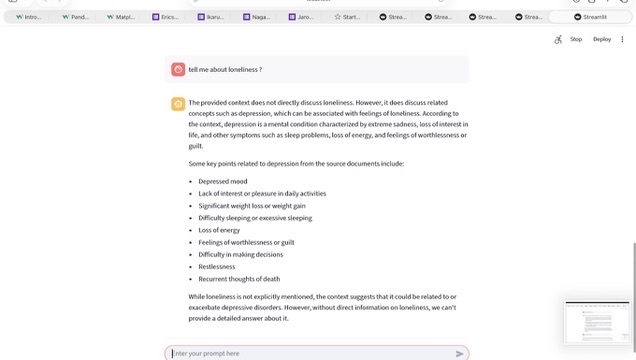 Intro...
Pand...
Matpl...
Erics...
Ikaru...
Naga...
Jaro...
Start...
Strea...
Strea...
Strea...
Strea...
Streamlit
Stop
Deploy
tell me about loneliness ?
The provided context does not directly discuss loneliness. However, it does discuss related
concepts such as depression, which can be associated with feelings of loneliness. According to
the context, depression is a mental condition characterized by extreme sadness, loss of interest in
life, and other symptoms such as sleep problems, loss of energy, and feelings of worthlessness or
guilt.
Some key points related to depression from the source documents include:
• Depressed mood
• Lack of interest or pleasure in daily activities
• Significant weight loss or weight gain
• Difficulty sleeping or excessive sleeping
• Loss of energy
• Feelings of worthlessness or guilt
• Difficulty in making decisions
• Restlessness
• Recurrent thoughts of death
While loneliness is not explicitly mentioned, the context suggests that it could be related to or
exacerbate depressive disorders. However, without direct information on loneliness, we can't
provide a detailed answer about it.
Enter your prompt here